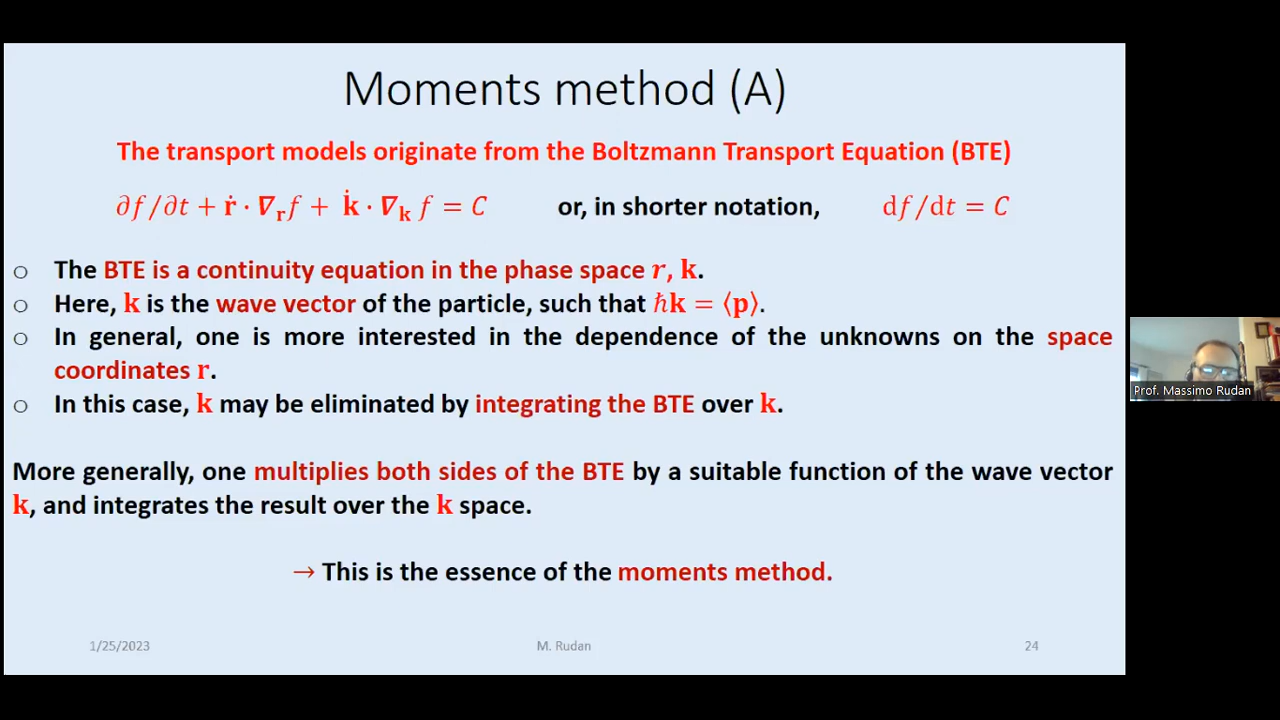 Moments method (A)
The transport models originate from the Boltzmann Transport Equation (BTE)
∂f/∂t + ṙ · ∇ᵣf + k̇ · ∇ₖ f = C or, in shorter notation, df/dt = C
○ The BTE is a continuity equation in the phase space r, k.
○ Here, k is the wave vector of the particle, such that ℏk = ⟨p⟩.
○ In general, one is more interested in the dependence of the unknowns on the space
coordinates r.
○ In this case, k may be eliminated by integrating the BTE over k.
More generally, one multiplies both sides of the BTE by a suitable function of the wave vector
k, and integrates the result over the k space.
→ This is the essence of the moments method.
1/25/2023 M. Rudan 24
Prof. Massimo Rudan